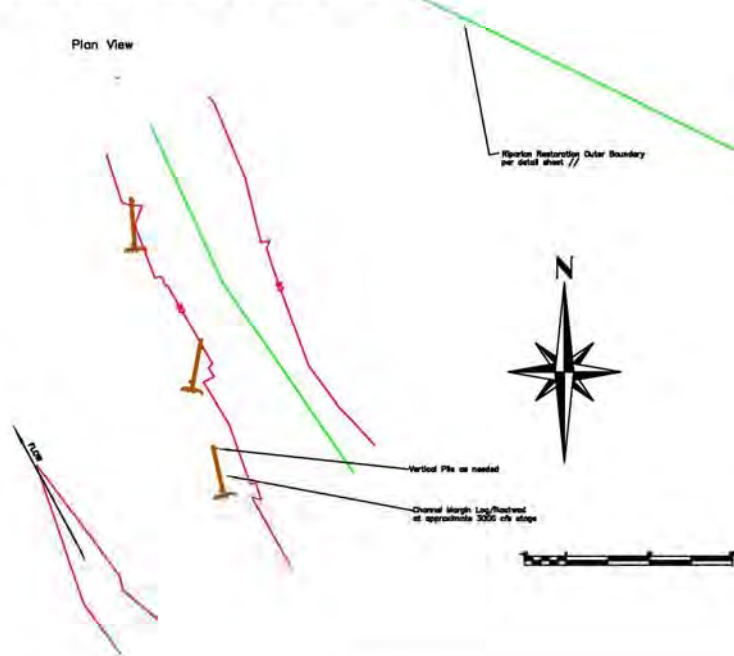 Plan View
Riparian Restoration Outer Boundary
per detail sheet //
N
FLOW
Vertical Pile as needed
Channel Margin Log/Rootwad
at approximate 3000 cfs stage